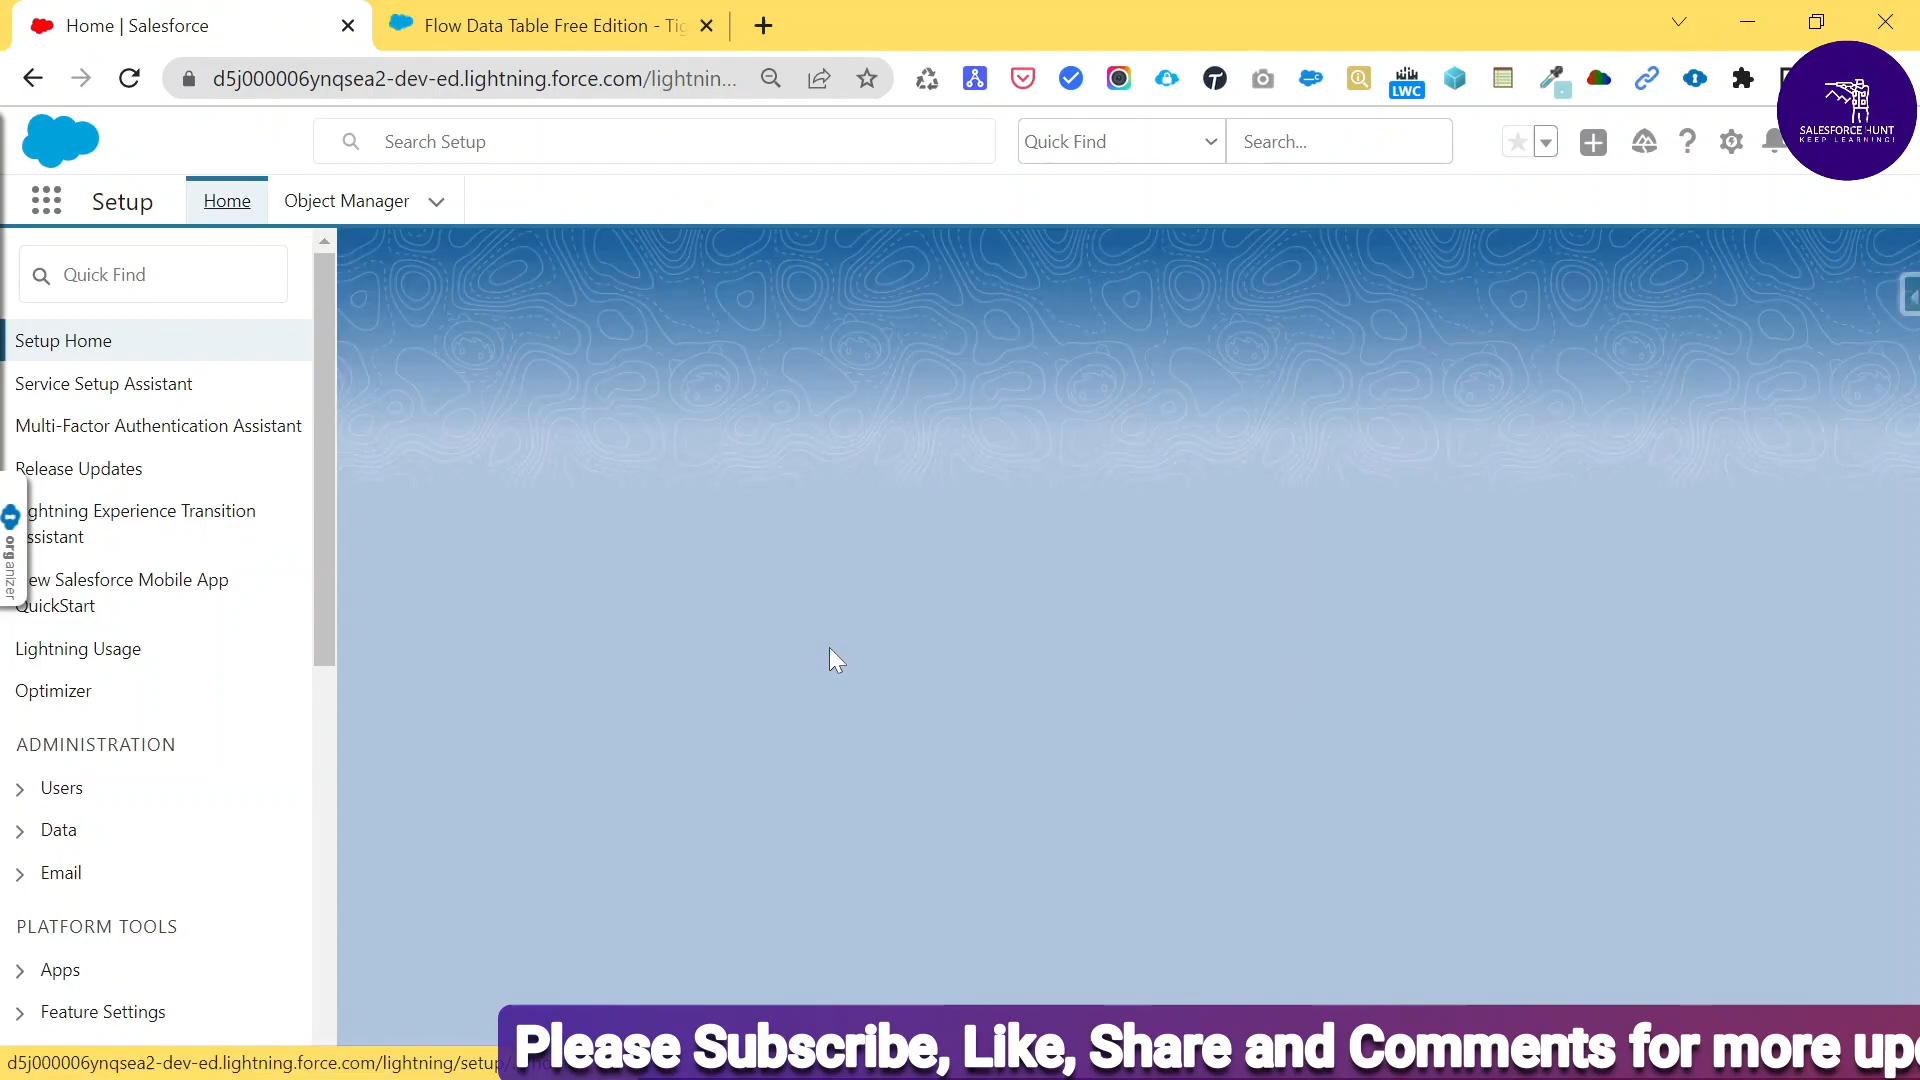 Home | Salesforce
Flow Data Table Free Edition - Tig
d5j000006ynqsea2-dev-ed.lightning.force.com/lightnin...
LWC
SALESFORCE HUNT
KEEP LEARNING!
Search Setup
Quick Find
Search...
Setup
Home
Object Manager
Quick Find
Setup Home
Service Setup Assistant
Multi-Factor Authentication Assistant
Release Updates
ightning Experience Transition
ssistant
organizer
ew Salesforce Mobile App
QuickStart
Lightning Usage
Optimizer
ADMINISTRATION
Users
Data
Email
PLATFORM TOOLS
Apps
Feature Settings
d5j000006ynqsea2-dev-ed.lightning.force.com/lightning/setup/
Please Subscribe, Like, Share and Comments for more up